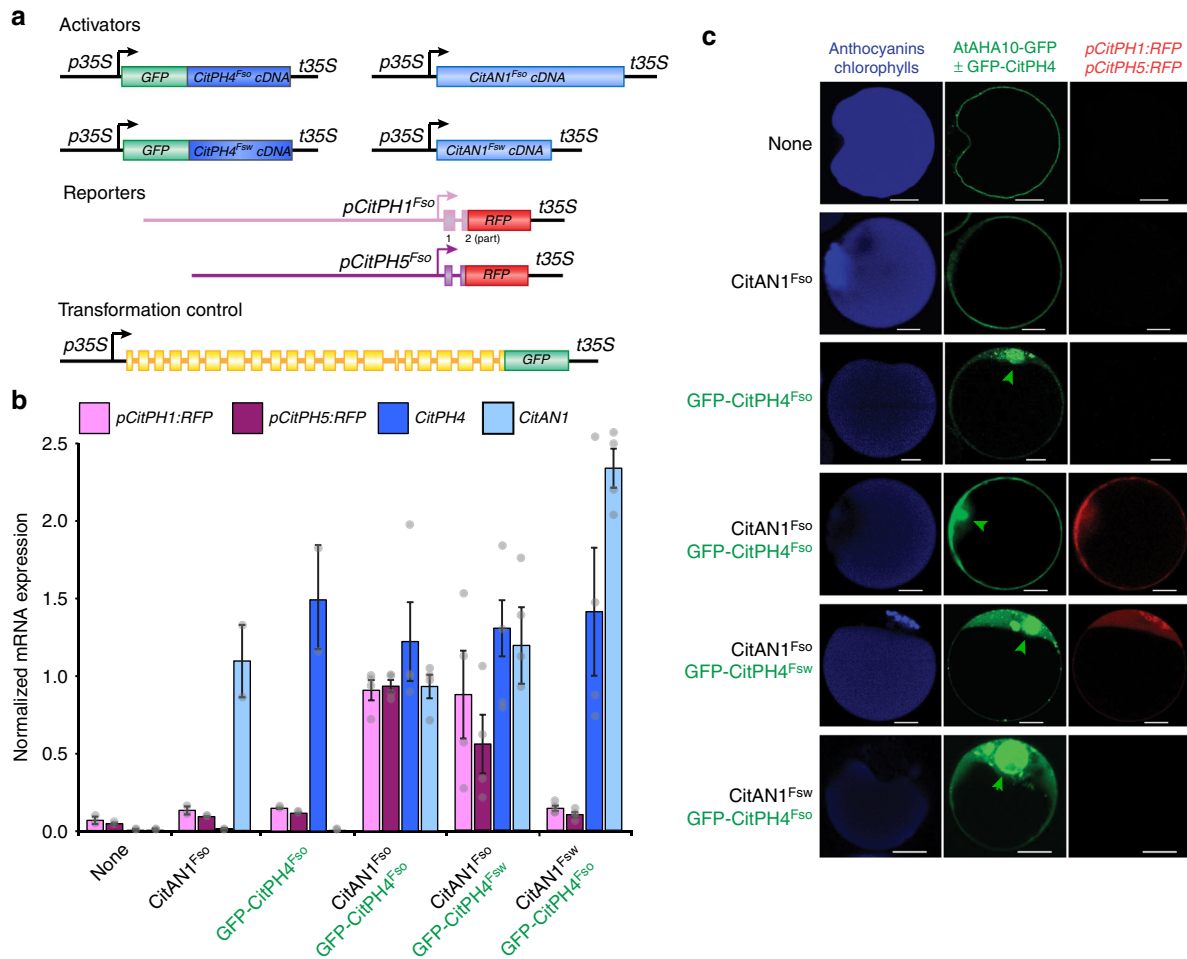 a
Activators
p35S GFP CitPH4Fso cDNA t35S
p35S CitAN1Fso cDNA t35S
p35S GFP CitPH4Fsw cDNA t35S
p35S CitAN1Fsw cDNA t35S
Reporters
pCitPH1Fso RFP t35S
1 2 (part)
pCitPH5Fso RFP t35S
Transformation control
p35S GFP t35S
b
pCitPH1:RFP pCitPH5:RFP CitPH4 CitAN1
Normalized mRNA expression
2.5
2.0
1.5
1.0
0.5
0.0
None
CitAN1Fso
GFP-CitPH4Fso
CitAN1Fso
GFP-CitPH4Fso
CitAN1Fso
GFP-CitPH4Fsw
CitAN1Fsw
GFP-CitPH4Fso
c
Anthocyanins
chlorophylls
AtAHA10-GFP
± GFP-CitPH4
pCitPH1:RFP
pCitPH5:RFP
None
CitAN1Fso
GFP-CitPH4Fso
CitAN1Fso
GFP-CitPH4Fso
CitAN1Fso
GFP-CitPH4Fsw
CitAN1Fsw
GFP-CitPH4Fso